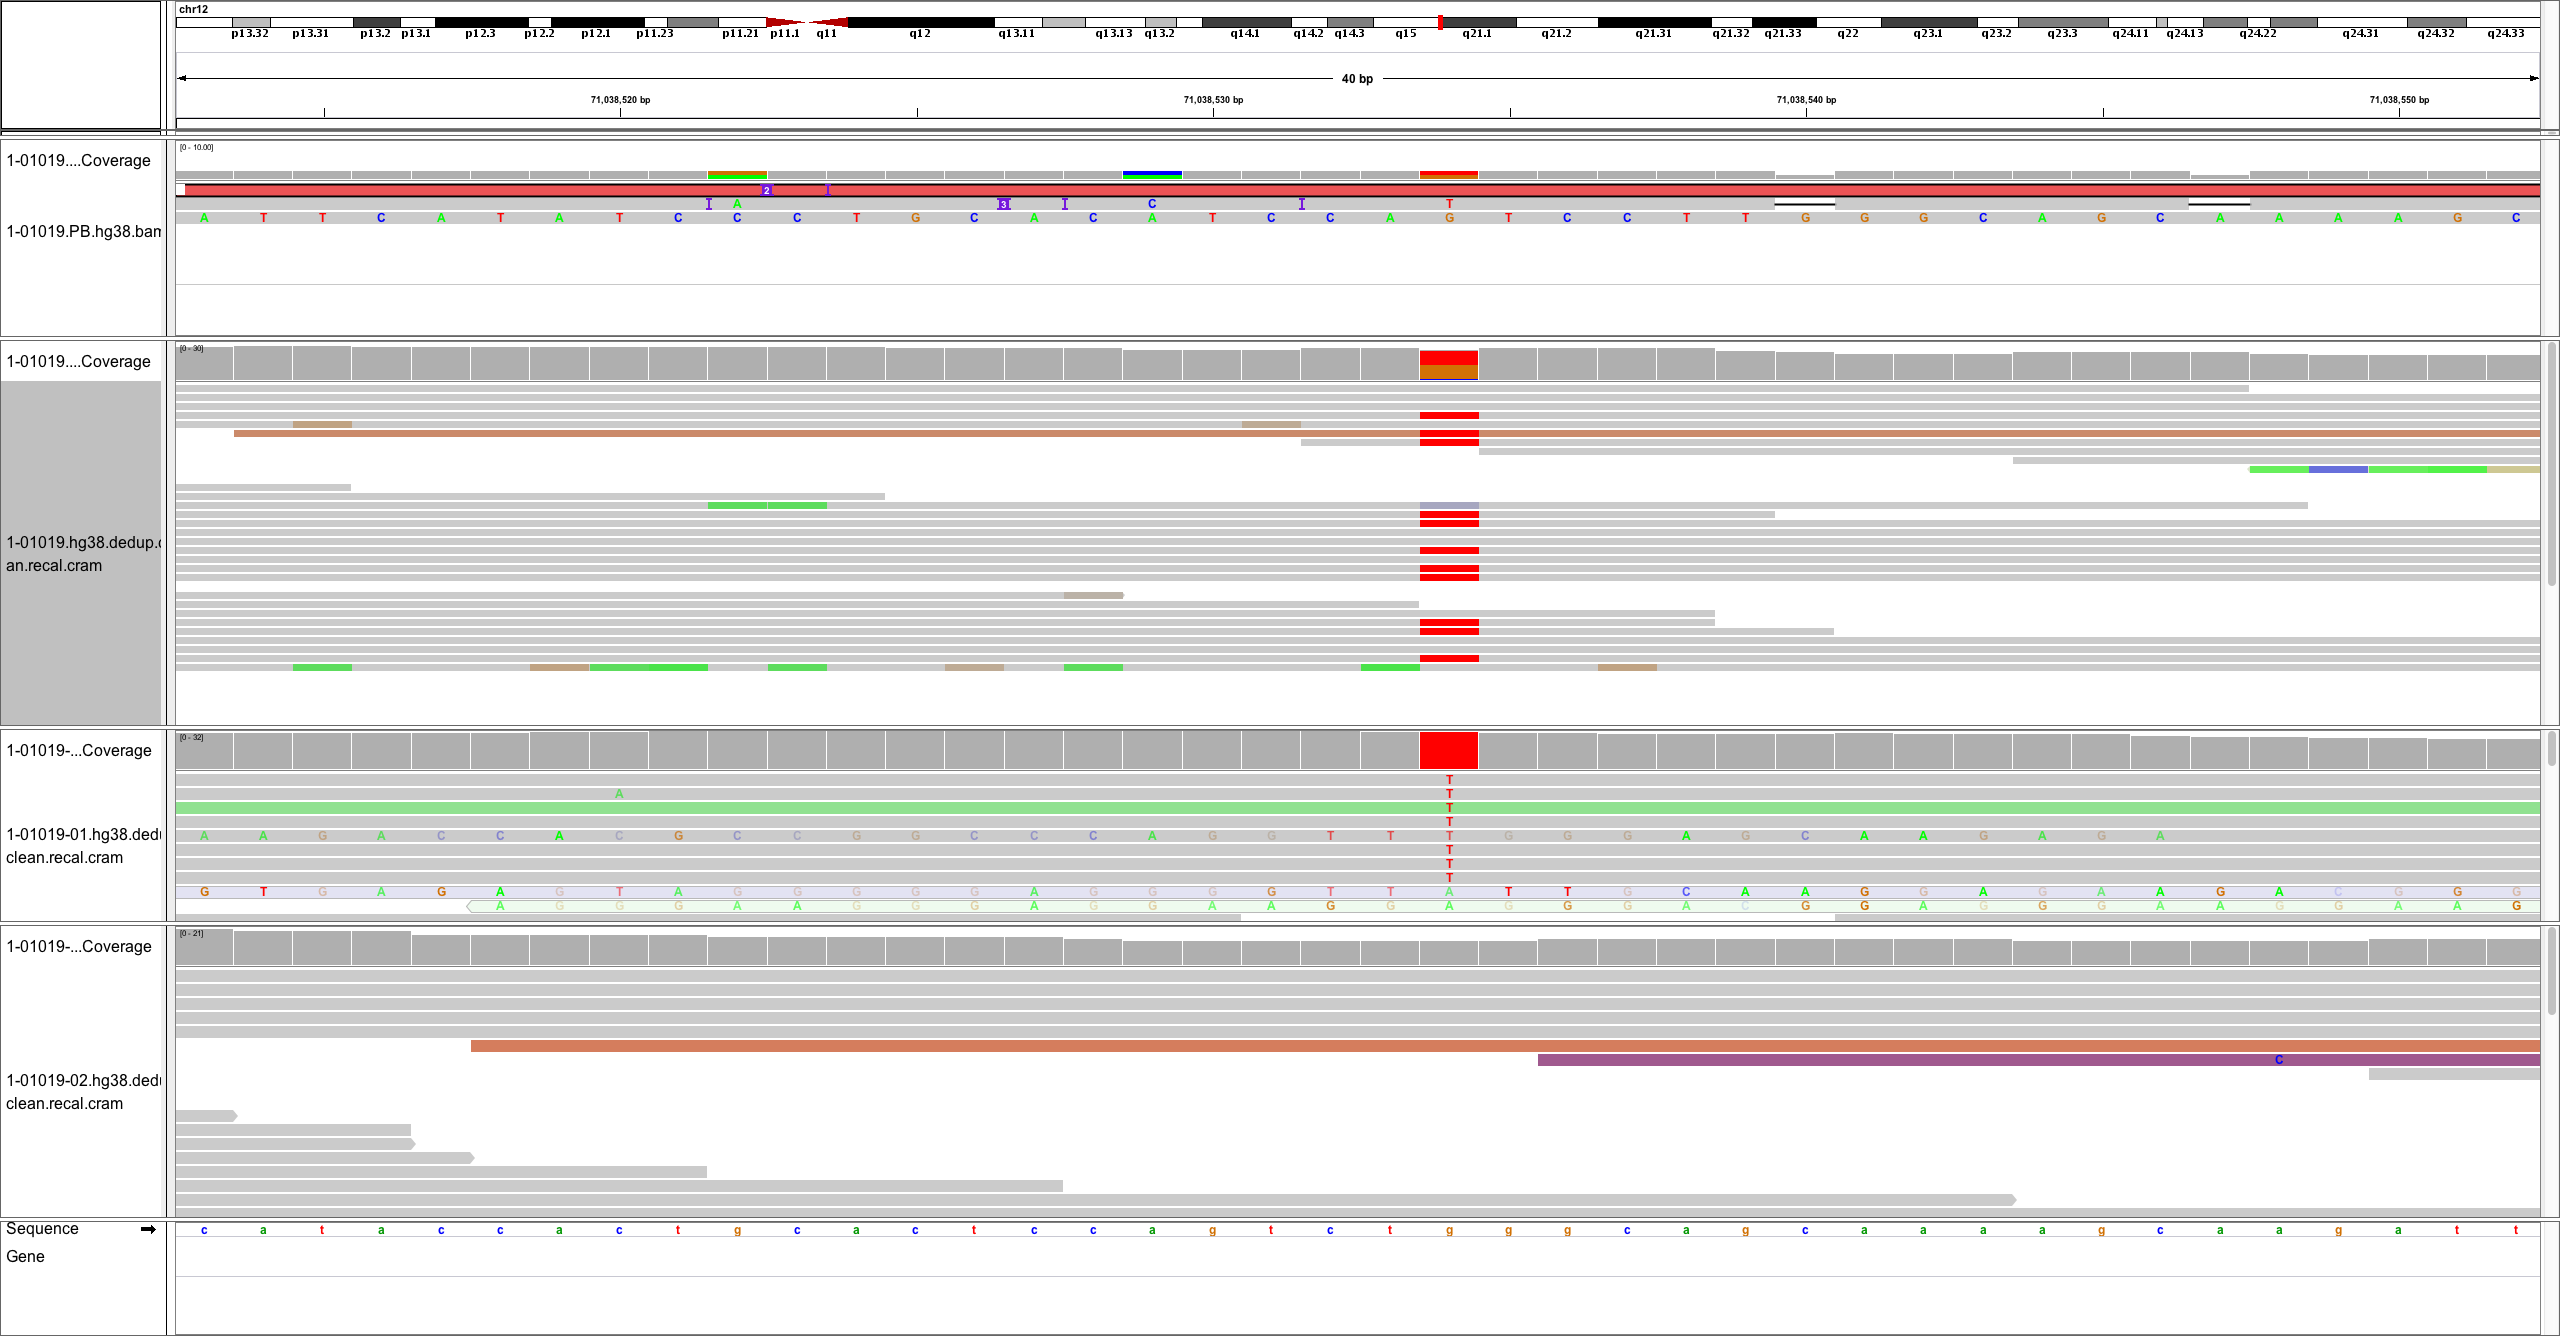 chr12
p13.32 p13.31 p13.2 p13.1 p12.3 p12.2 p12.1 p11.23 p11.21 p11.1 q11 q12 q13.11 q13.13 q13.2 q14.1 q14.2 q14.3 q15 q21.1 q21.2 q21.31 q21.32 q21.33 q22 q23.1 q23.2 q23.3 q24.11 q24.13 q24.22 q24.31 q24.32 q24.33
40 bp
71,038,520 bp 71,038,530 bp 71,038,540 bp 71,038,550 bp
[0 - 10.00]
1-01019....Coverage
2
A 3 C T
A T T C A T A T C C C T G C A C A T C C A G T C C T T G G G C A G C A A A A G C
1-01019.PB.hg38.bam
[0 - 30]
1-01019....Coverage
1-01019.hg38.dedup.c
an.recal.cram
[0 - 32]
1-01019-...Coverage
T
A T
T
T
1-01019-01.hg38.dedu
A A G A C C A C G C C G G C C C A G G T T T G G G A G C A A G A G A
T
clean.recal.cram
T
T
G T G A G A G T A G G G G G A G G G G T T A T T G C A A G G A G A A G A C G G
A G G G A A G G G A G G A A G G A G G G A C G G A G G G A A G G A A G
[0 - 21]
1-01019-...Coverage
C
1-01019-02.hg38.dedu
clean.recal.cram
Sequence
c a t a c c a c t g c a c t c c a g t c t g g g c a g c a a a a g c a a g a t t
Gene